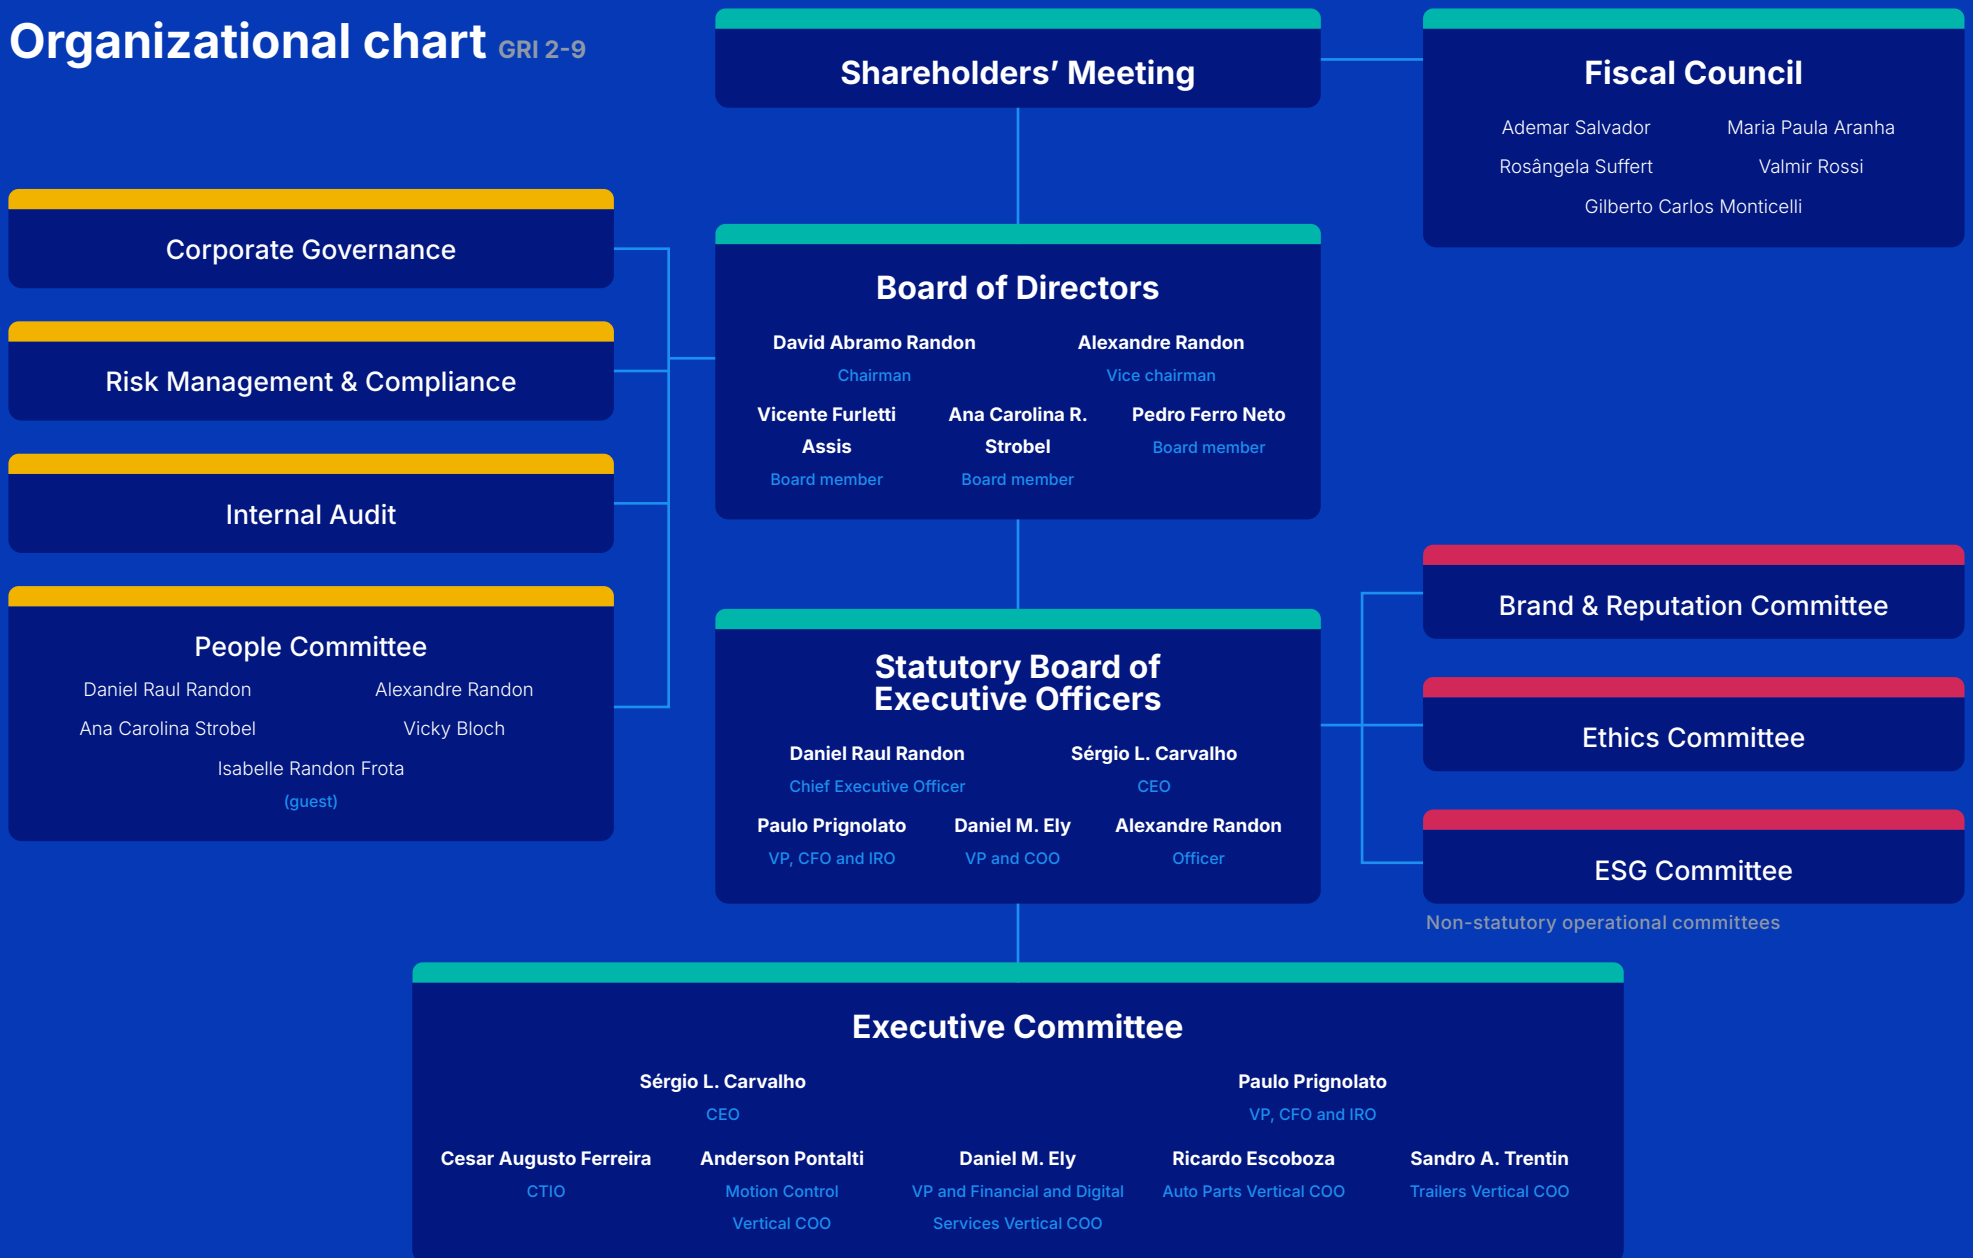 Organizational chart GRI 2-9
Shareholders’ Meeting
Fiscal Council
Ademar Salvador
Maria Paula Aranha
Rosângela Suffert
Valmir Rossi
Gilberto Carlos Monticelli
Corporate Governance
Risk Management & Compliance
Internal Audit
People Committee
Daniel Raul Randon
Alexandre Randon
Ana Carolina Strobel
Vicky Bloch
Isabelle Randon Frota
(guest)
Board of Directors
David Abramo Randon
Chairman
Alexandre Randon
Vice chairman
Vicente Furletti
Assis
Board member
Ana Carolina R.
Strobel
Board member
Pedro Ferro Neto
Board member
Statutory Board of
Executive Officers
Daniel Raul Randon
Chief Executive Officer
Sérgio L. Carvalho
CEO
Paulo Prignolato
VP, CFO and IRO
Daniel M. Ely
VP and COO
Alexandre Randon
Officer
Brand & Reputation Committee
Ethics Committee
ESG Committee
Non-statutory operational committees
Executive Committee
Sérgio L. Carvalho
CEO
Paulo Prignolato
VP, CFO and IRO
Cesar Augusto Ferreira
CTIO
Anderson Pontalti
Motion Control
Vertical COO
Daniel M. Ely
VP and Financial and Digital
Services Vertical COO
Ricardo Escoboza
Auto Parts Vertical COO
Sandro A. Trentin
Trailers Vertical COO